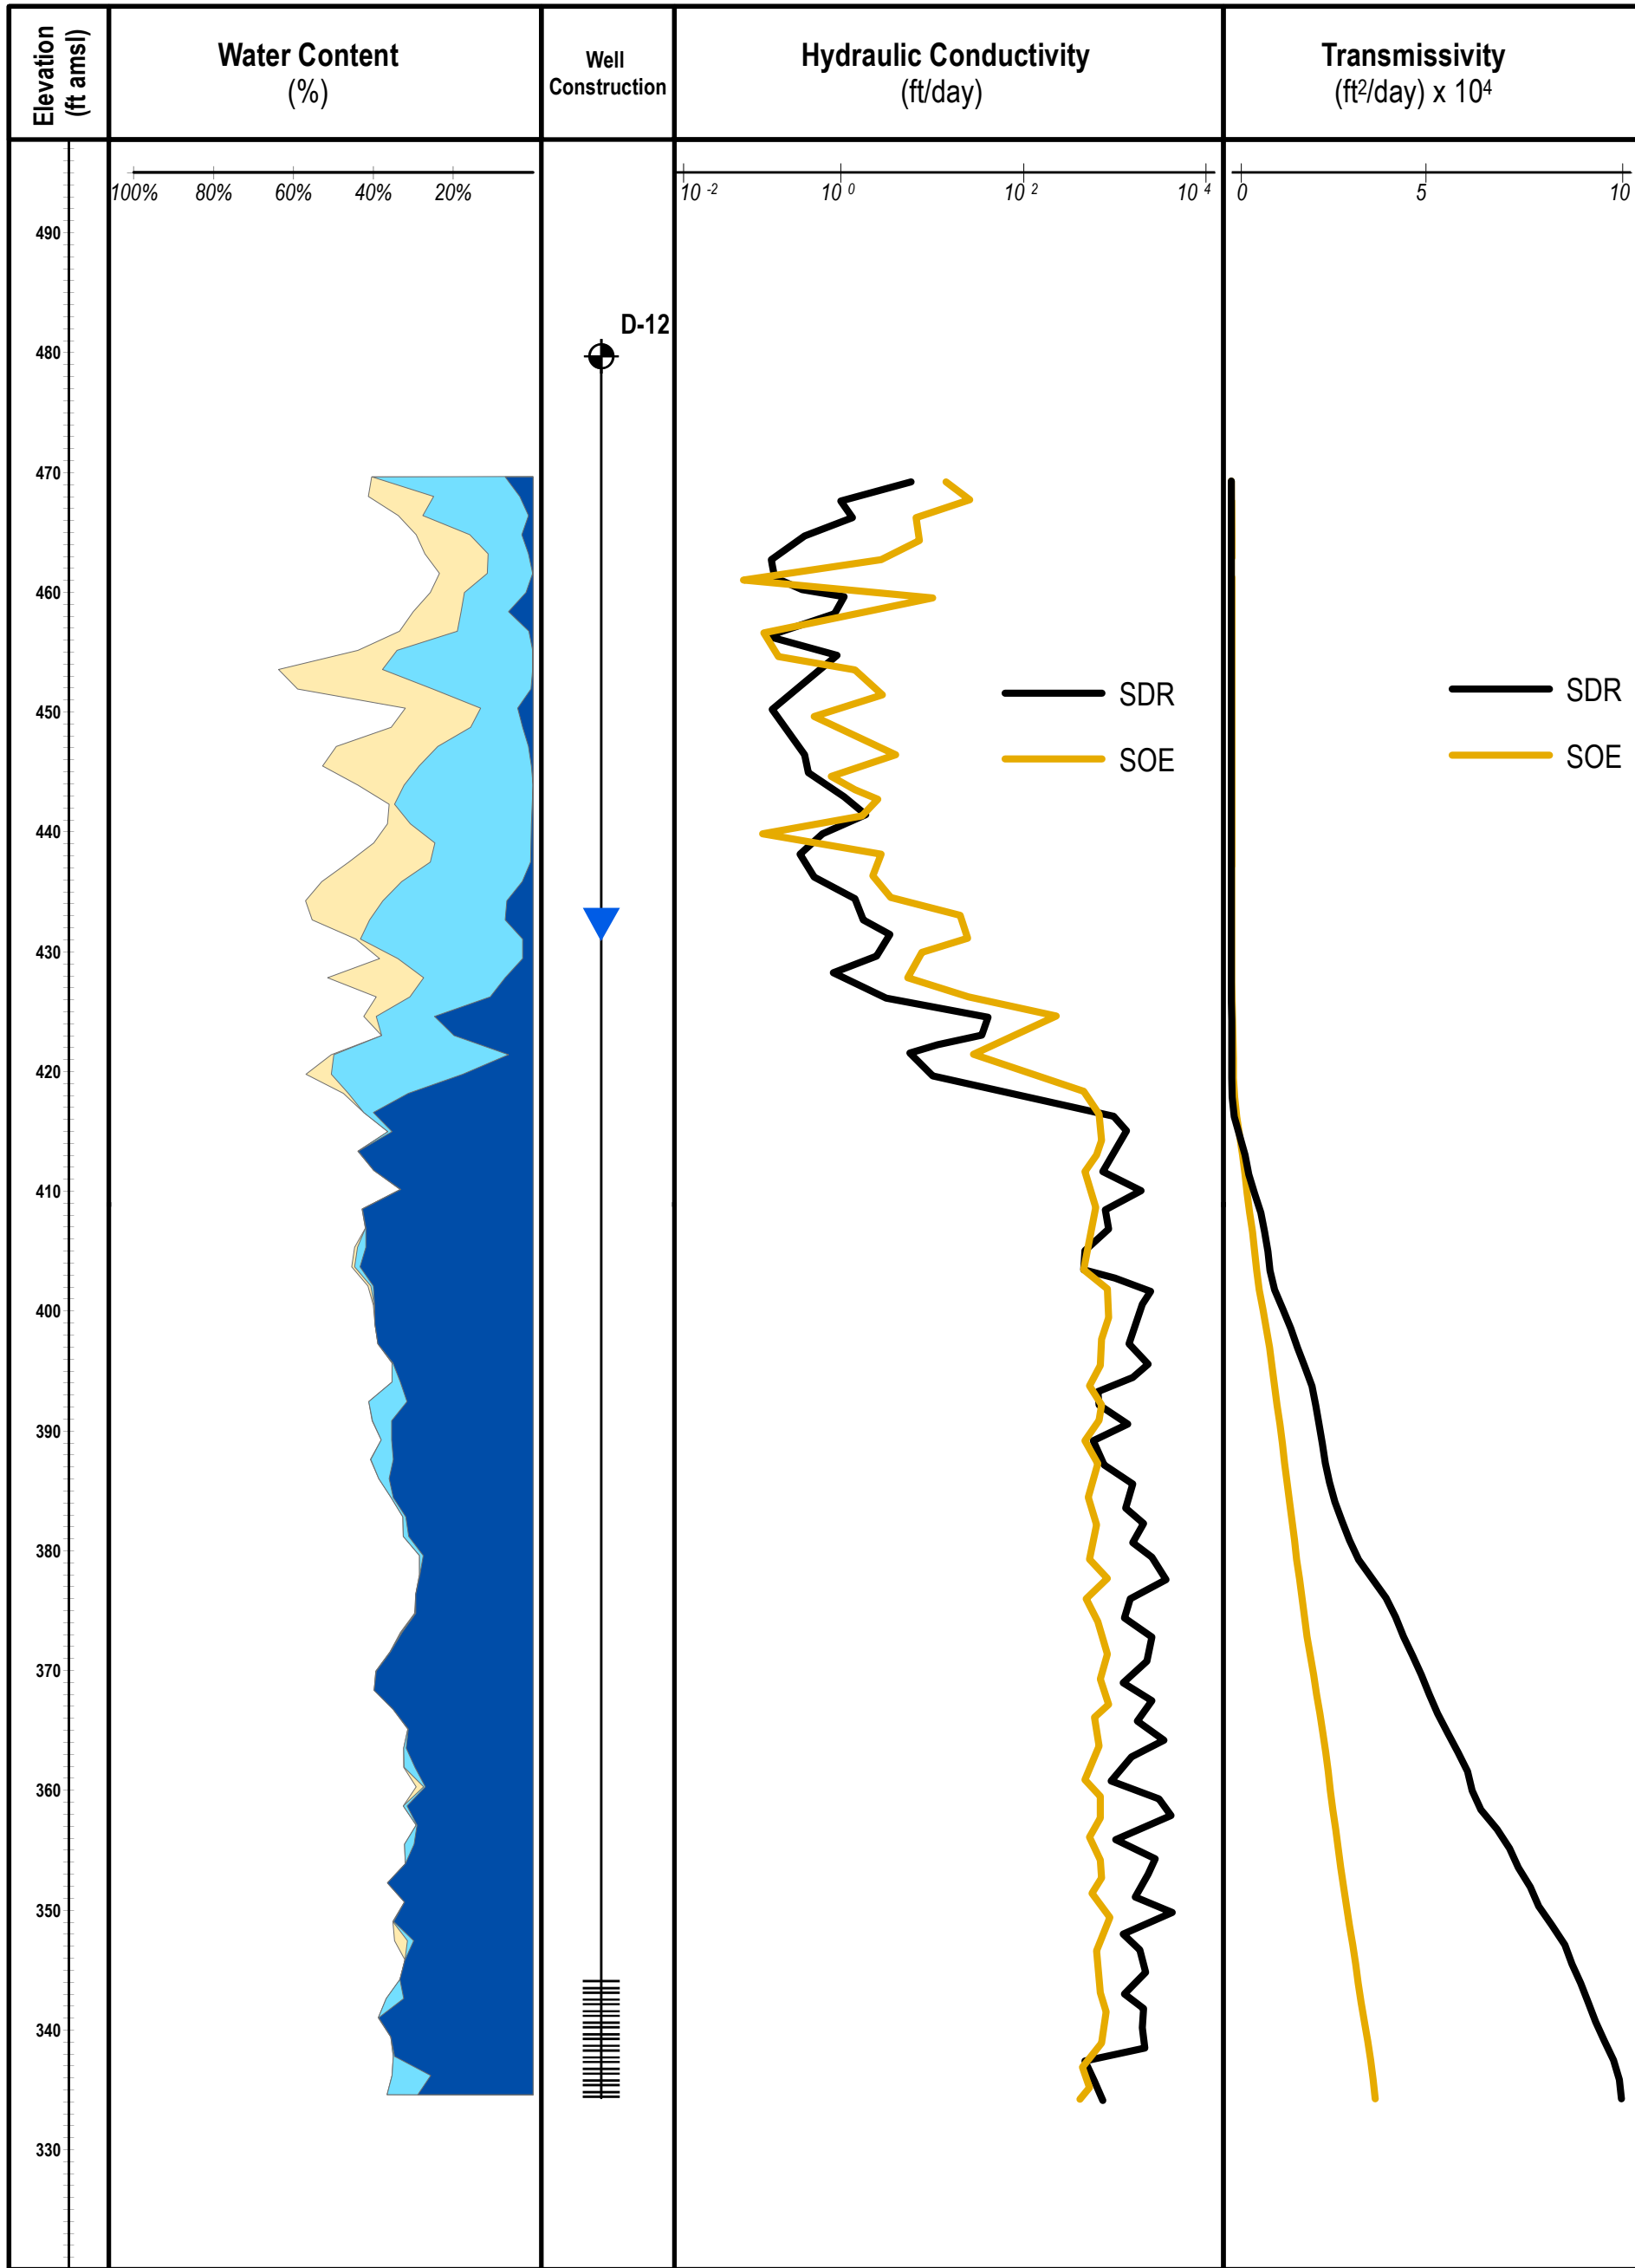 Elevation
(ft amsl)
Water Content
(%)
Well
Construction
Hydraulic Conductivity
(ft/day)
Transmissivity
(ft²/day) x 10⁴
100% 80% 60% 40% 20%
10 ⁻² 10 ⁰ 10 ² 10 ⁴
0 5 10
490
D-12
480
470
460
450
SDR
SOE
SDR
SOE
440
430
420
410
400
390
380
370
360
350
340
330